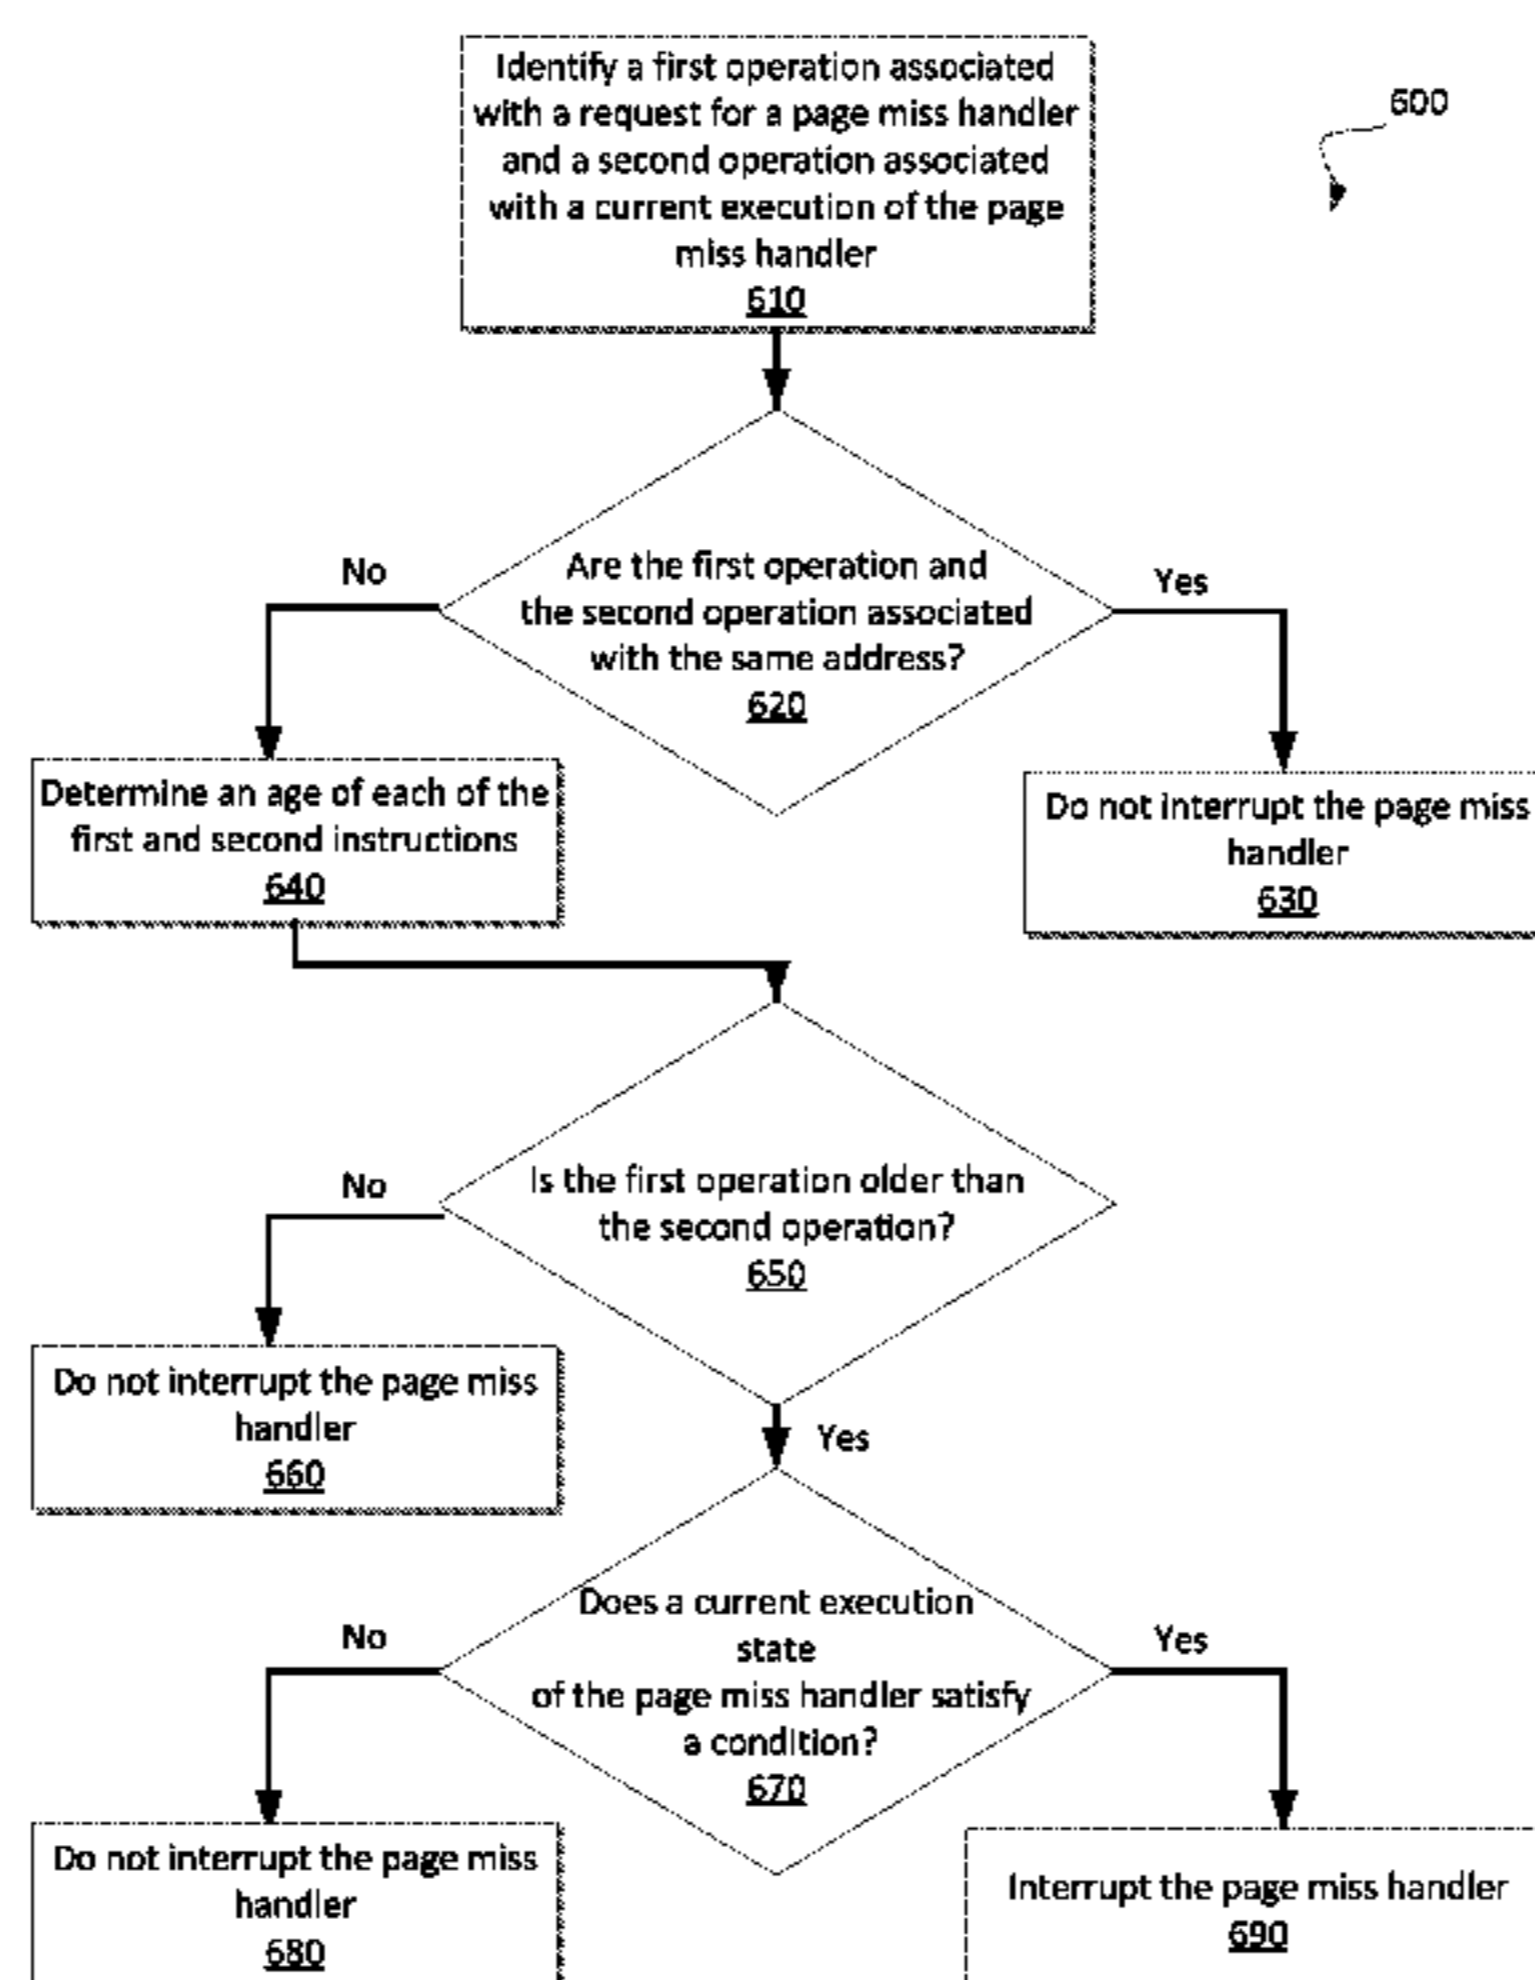 Identify a first operation associated
with a request for a page miss handler
and a second operation associated
with a current execution of the page
miss handler
610
600
No
Are the first operation and
the second operation associated
with the same address?
620
Yes
Determine an age of each of the
first and second instructions
640
Do not interrupt the page miss
handler
630
No
Is the first operation older than
the second operation?
650
Do not interrupt the page miss
handler
660
Yes
No
Does a current execution
state
of the page miss handler satisfy
a condition?
670
Yes
Do not interrupt the page miss
handler
680
Interrupt the page miss handler
690